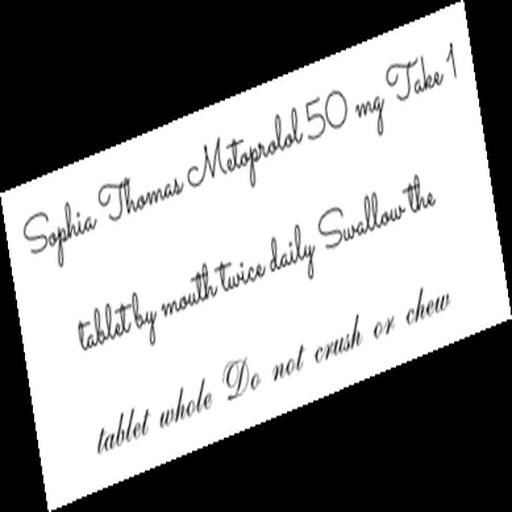 Sophia Thomas Metoprolol 50 mg Take 1
tablet by mouth twice daily Swallow the
tablet whole Do not crush or chew